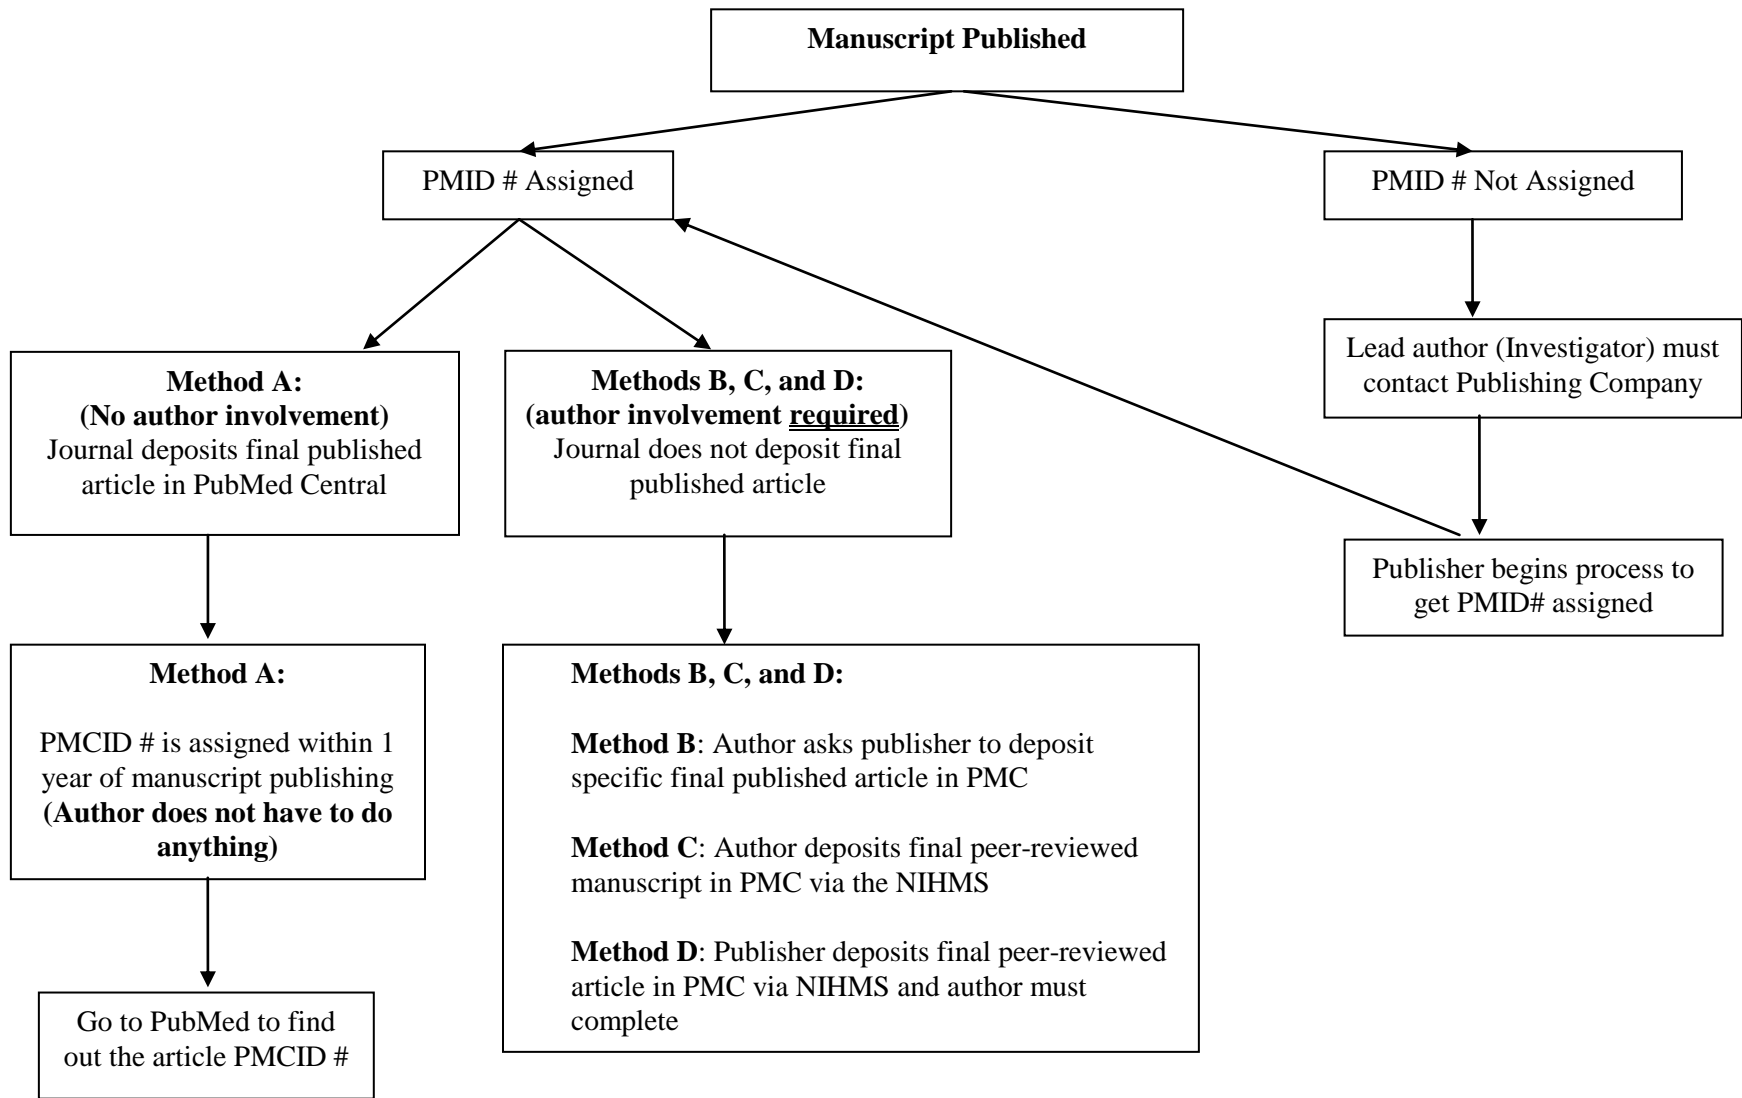 Manuscript Published
PMID # Assigned
PMID # Not Assigned
Lead author (Investigator) must
contact Publishing Company
Method A:
(No author involvement)
Journal deposits final published
article in PubMed Central
Methods B, C, and D:
(author involvement required)
Journal does not deposit final
published article
Publisher begins process to
get PMID# assigned
Method A:
PMCID # is assigned within 1
year of manuscript publishing
(Author does not have to do
anything)
Methods B, C, and D:
Method B: Author asks publisher to deposit
specific final published article in PMC
Method C: Author deposits final peer-reviewed
manuscript in PMC via the NIHMS
Method D: Publisher deposits final peer-reviewed
article in PMC via NIHMS and author must
complete
Go to PubMed to find
out the article PMCID #